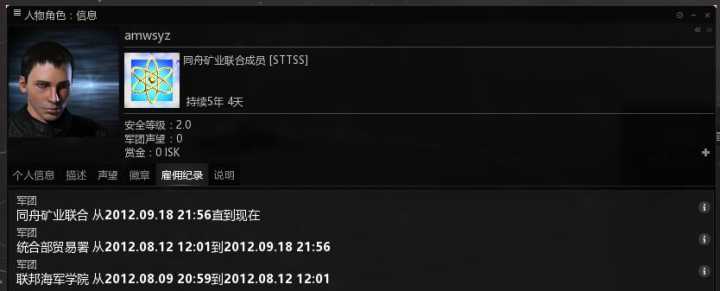 人物角色：信息
amwsyz
同舟矿业联合成员 [STTSS]
持续5年 4天
安全等级：2.0
军团声望：0
赏金：0 ISK
个人信息 描述 声望 徽章 雇佣纪录 说明
军团
同舟矿业联合 从2012.09.18 21:56直到现在
军团
统合部贸易署 从2012.08.12 12:01到2012.09.18 21:56
军团
联邦海军学院 从2012.08.09 20:59到2012.08.12 12:01